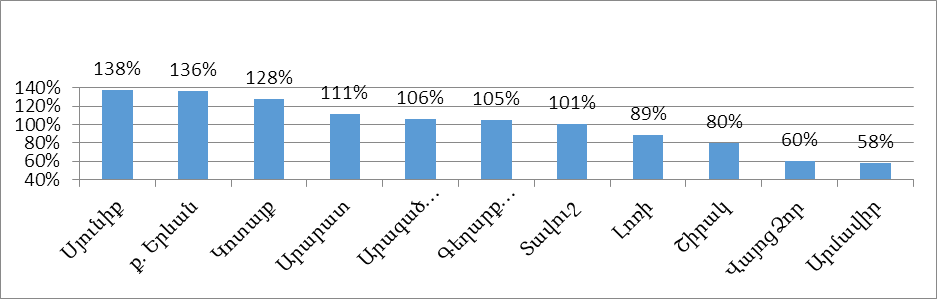 138%
136%
128%
111%
106%
105%
101%
89%
80%
60%
58%
140%
120%
100%
80%
60%
40%
Սյունիք
ք. Երևան
Կոտայք
Արարատ
Արագած…
Գեղարք…
Տավուշ
Լոռի
Շիրակ
Վայոց Ձոր
Արմավիր